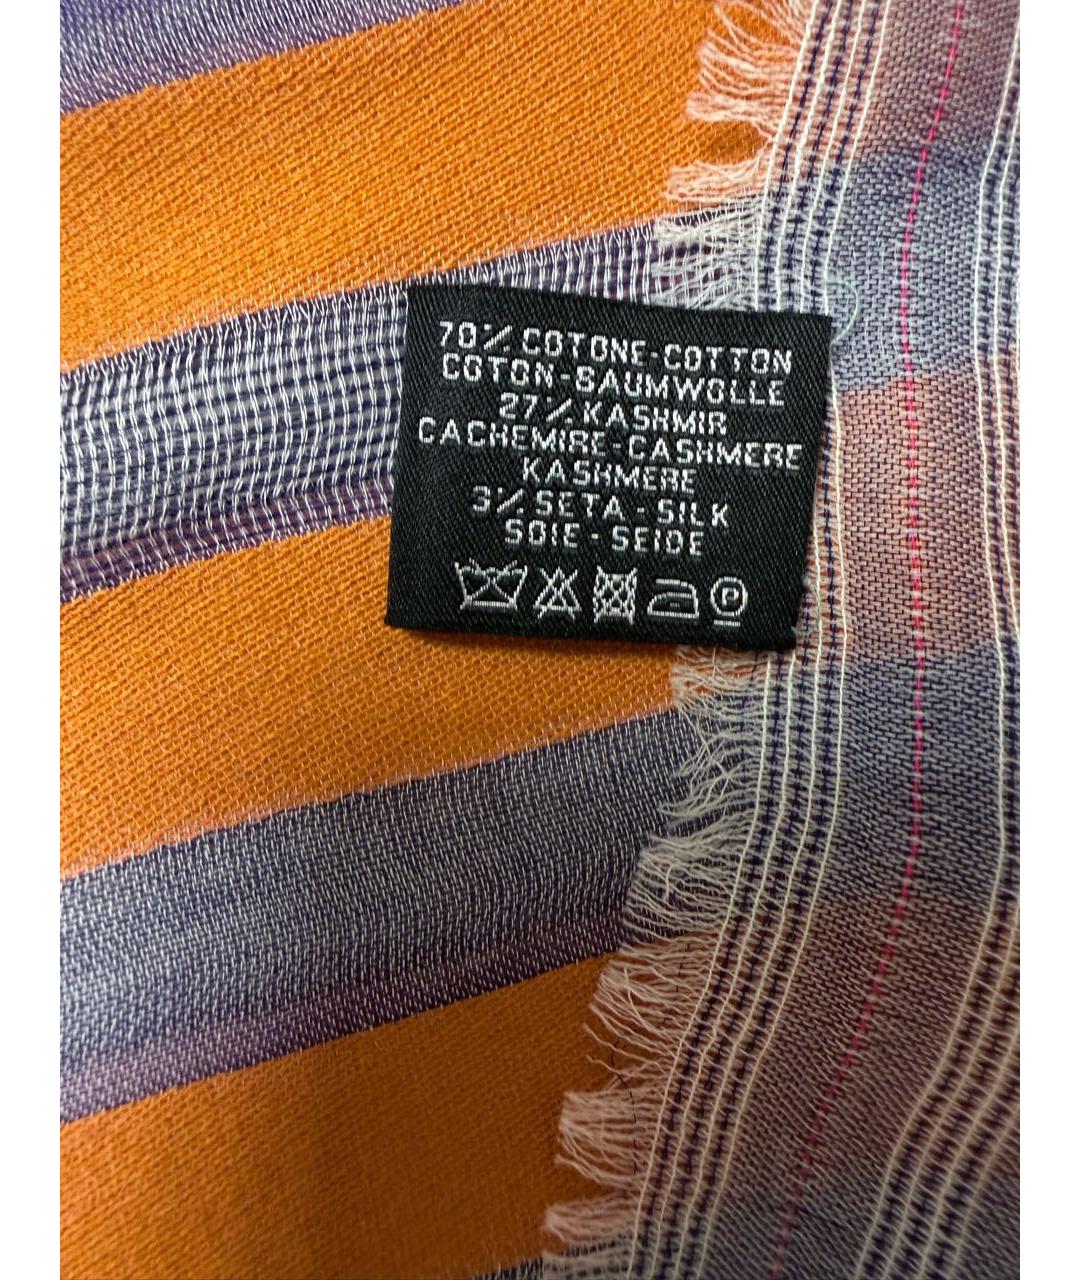 70% COTONE-COTTON
COTON-BAUMWOLLE
27% KASHMIR
CACHEMIRE-CASHMERE
KASHMERE
3% SETA - SILK
SOIE - SEIDE
P